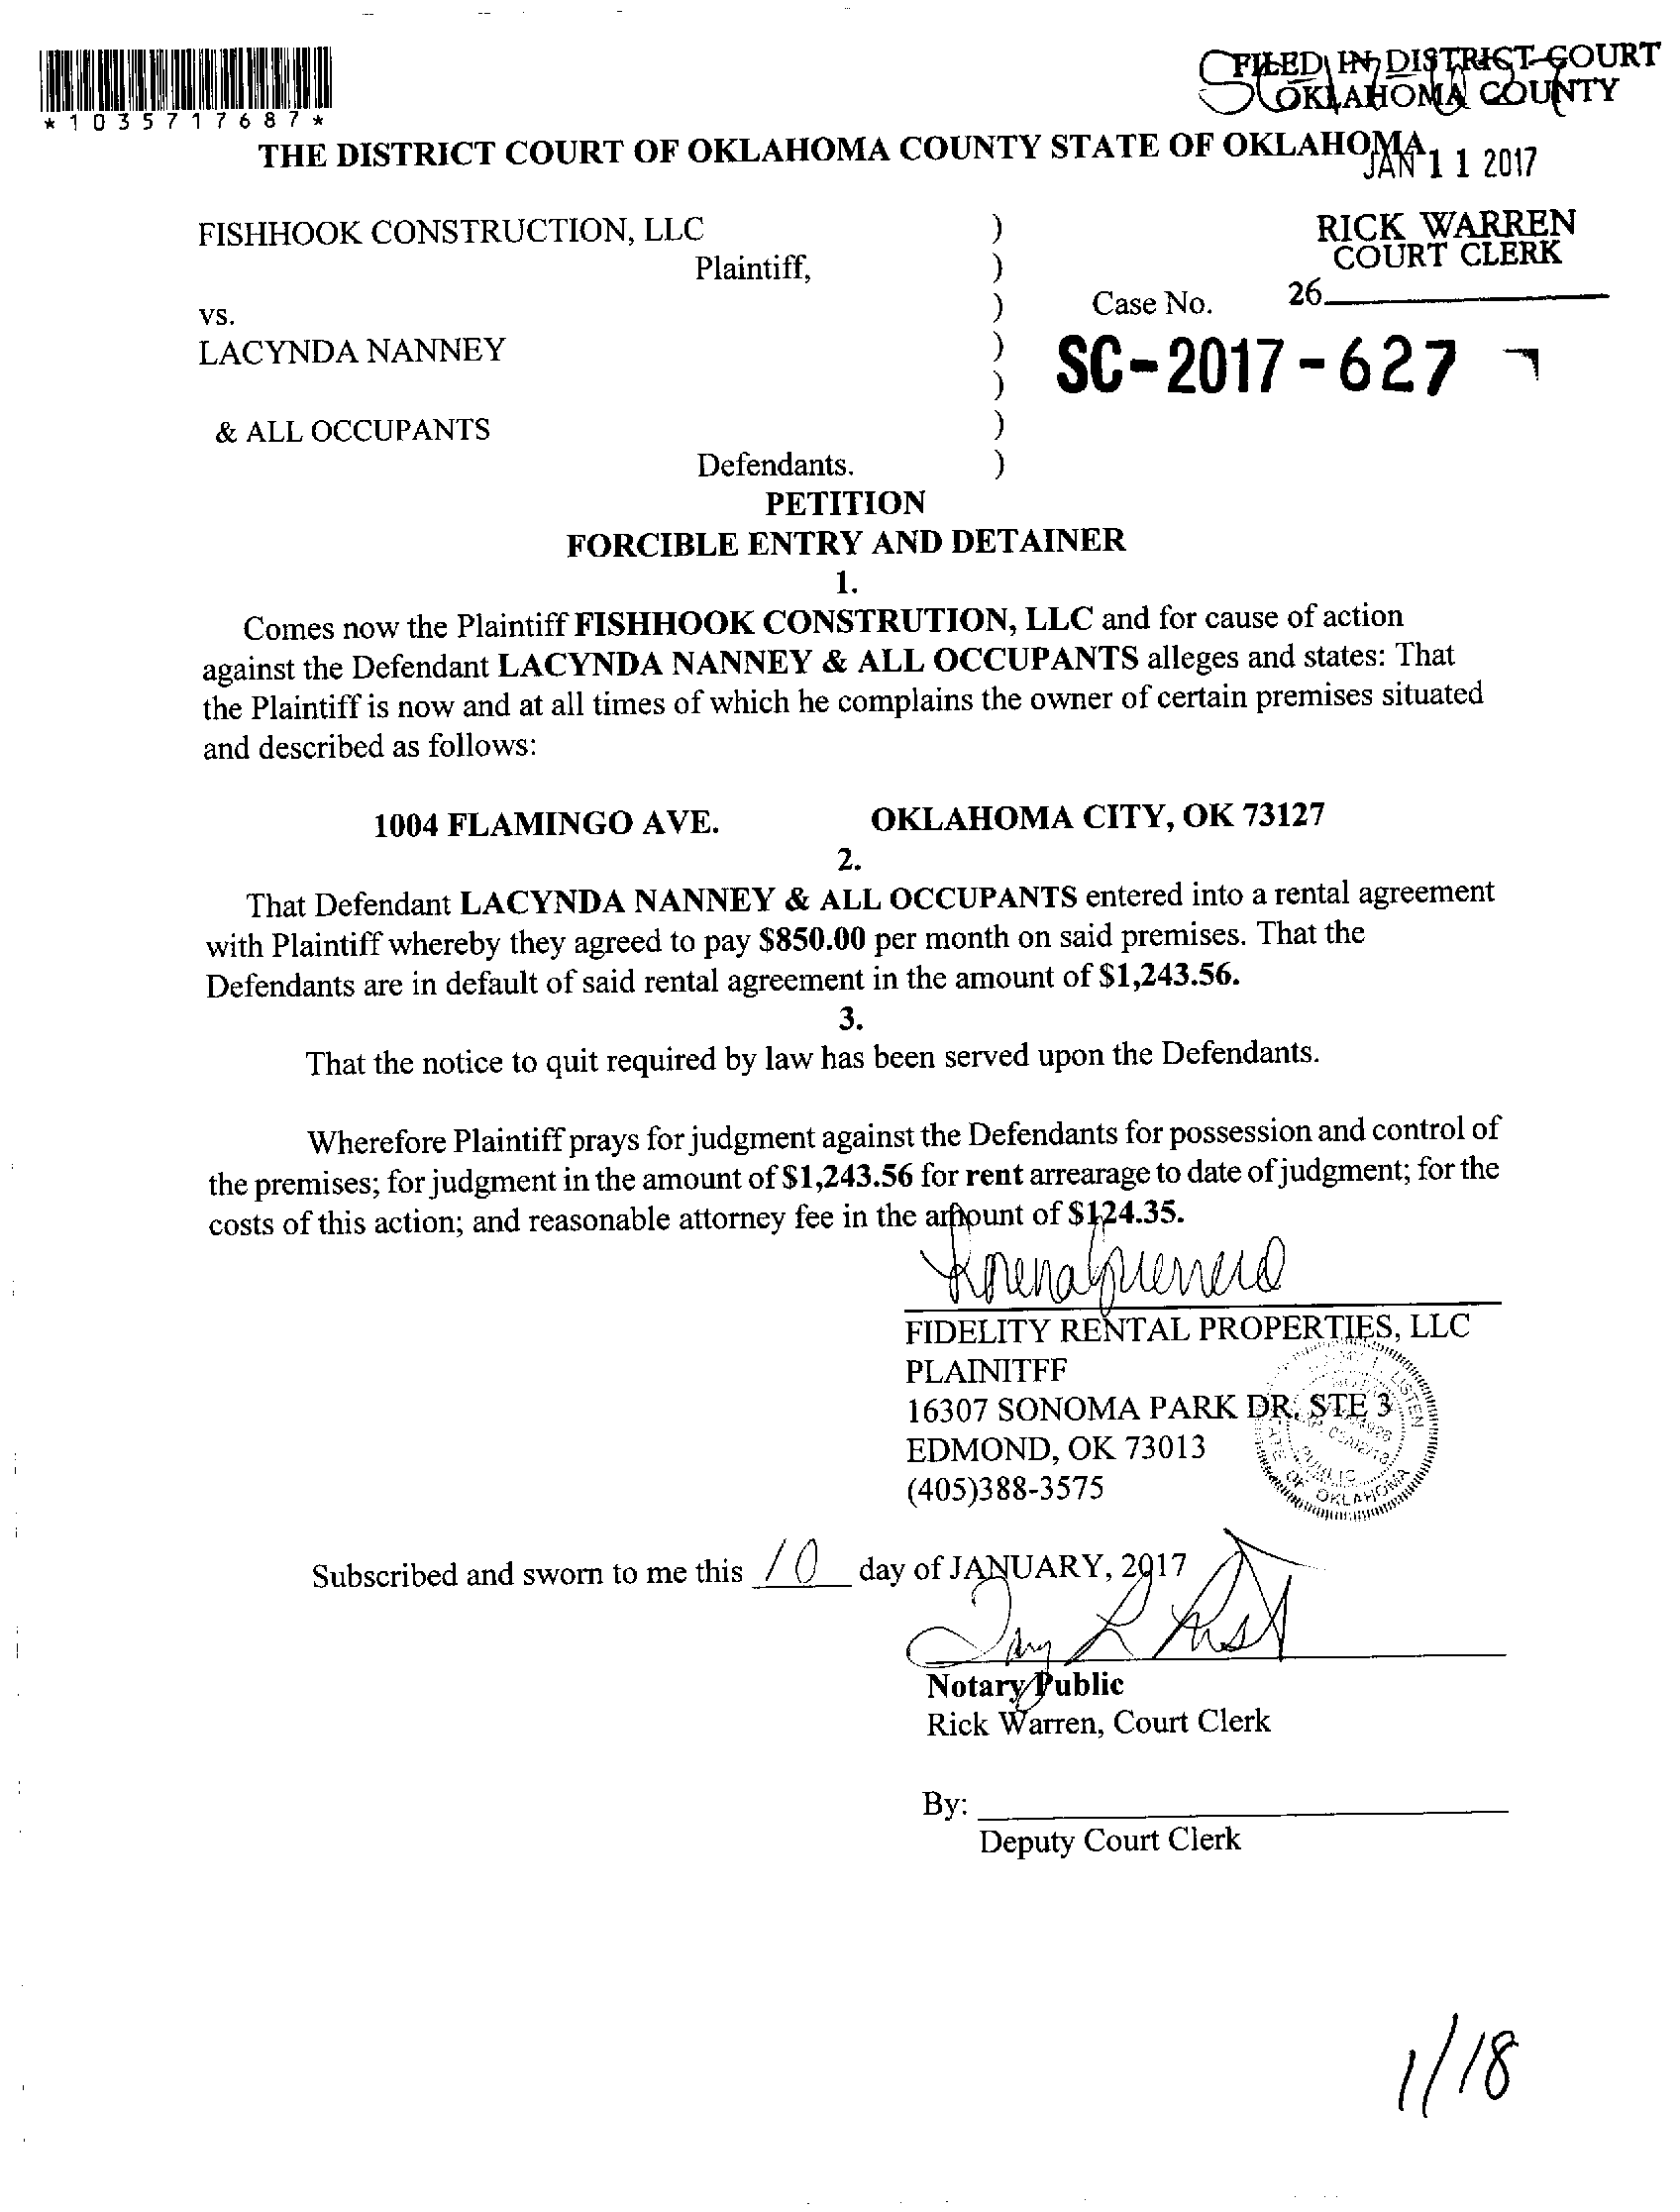 FILED IN DISTRICT COURT
OKLAHOMA COUNTY
*1035717687*
THE DISTRICT COURT OF OKLAHOMA COUNTY STATE OF OKLAHOMA
JAN 11 2017
FISHHOOK CONSTRUCTION, LLC )
Plaintiff, )
RICK WARREN
COURT CLERK
vs. ) Case No. 26
LACYNDA NANNEY )
) SC-2017-627
& ALL OCCUPANTS )
Defendants. )
PETITION
FORCIBLE ENTRY AND DETAINER
1.
Comes now the Plaintiff FISHHOOK CONSTRUTION, LLC and for cause of action
against the Defendant LACYNDA NANNEY & ALL OCCUPANTS alleges and states: That
the Plaintiff is now and at all times of which he complains the owner of certain premises situated
and described as follows:
1004 FLAMINGO AVE. OKLAHOMA CITY, OK 73127
2.
That Defendant LACYNDA NANNEY & ALL OCCUPANTS entered into a rental agreement
with Plaintiff whereby they agreed to pay $850.00 per month on said premises. That the
Defendants are in default of said rental agreement in the amount of $1,243.56.
3.
That the notice to quit required by law has been served upon the Defendants.
Wherefore Plaintiff prays for judgment against the Defendants for possession and control of
the premises; for judgment in the amount of $1,243.56 for rent arrearage to date of judgment; for the
costs of this action; and reasonable attorney fee in the amount of $124.35.
Lorena Guerrero
FIDELITY RENTAL PROPERTIES, LLC
PLAINITFF
16307 SONOMA PARK DR, STE 3
EDMOND, OK 73013
(405)388-3575
PUBLIC
OF OKLAHOMA
Subscribed and sworn to me this 10 day of JANUARY, 2017
Notary Public
Rick Warren, Court Clerk
By:
Deputy Court Clerk
1/18